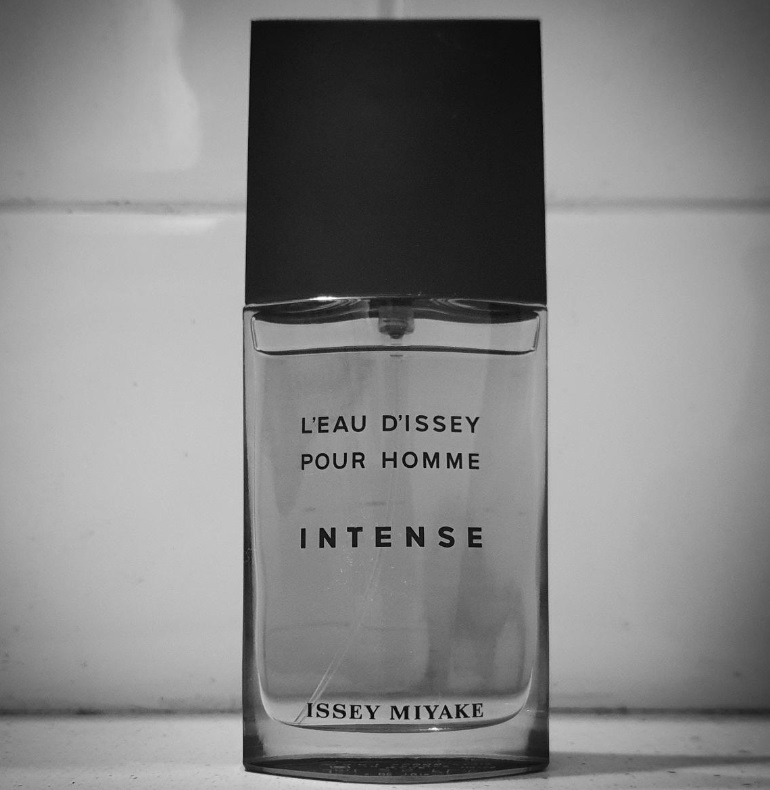 L'EAU D'ISSEY
POUR HOMME
INTENSE
ISSEY MIYAKE